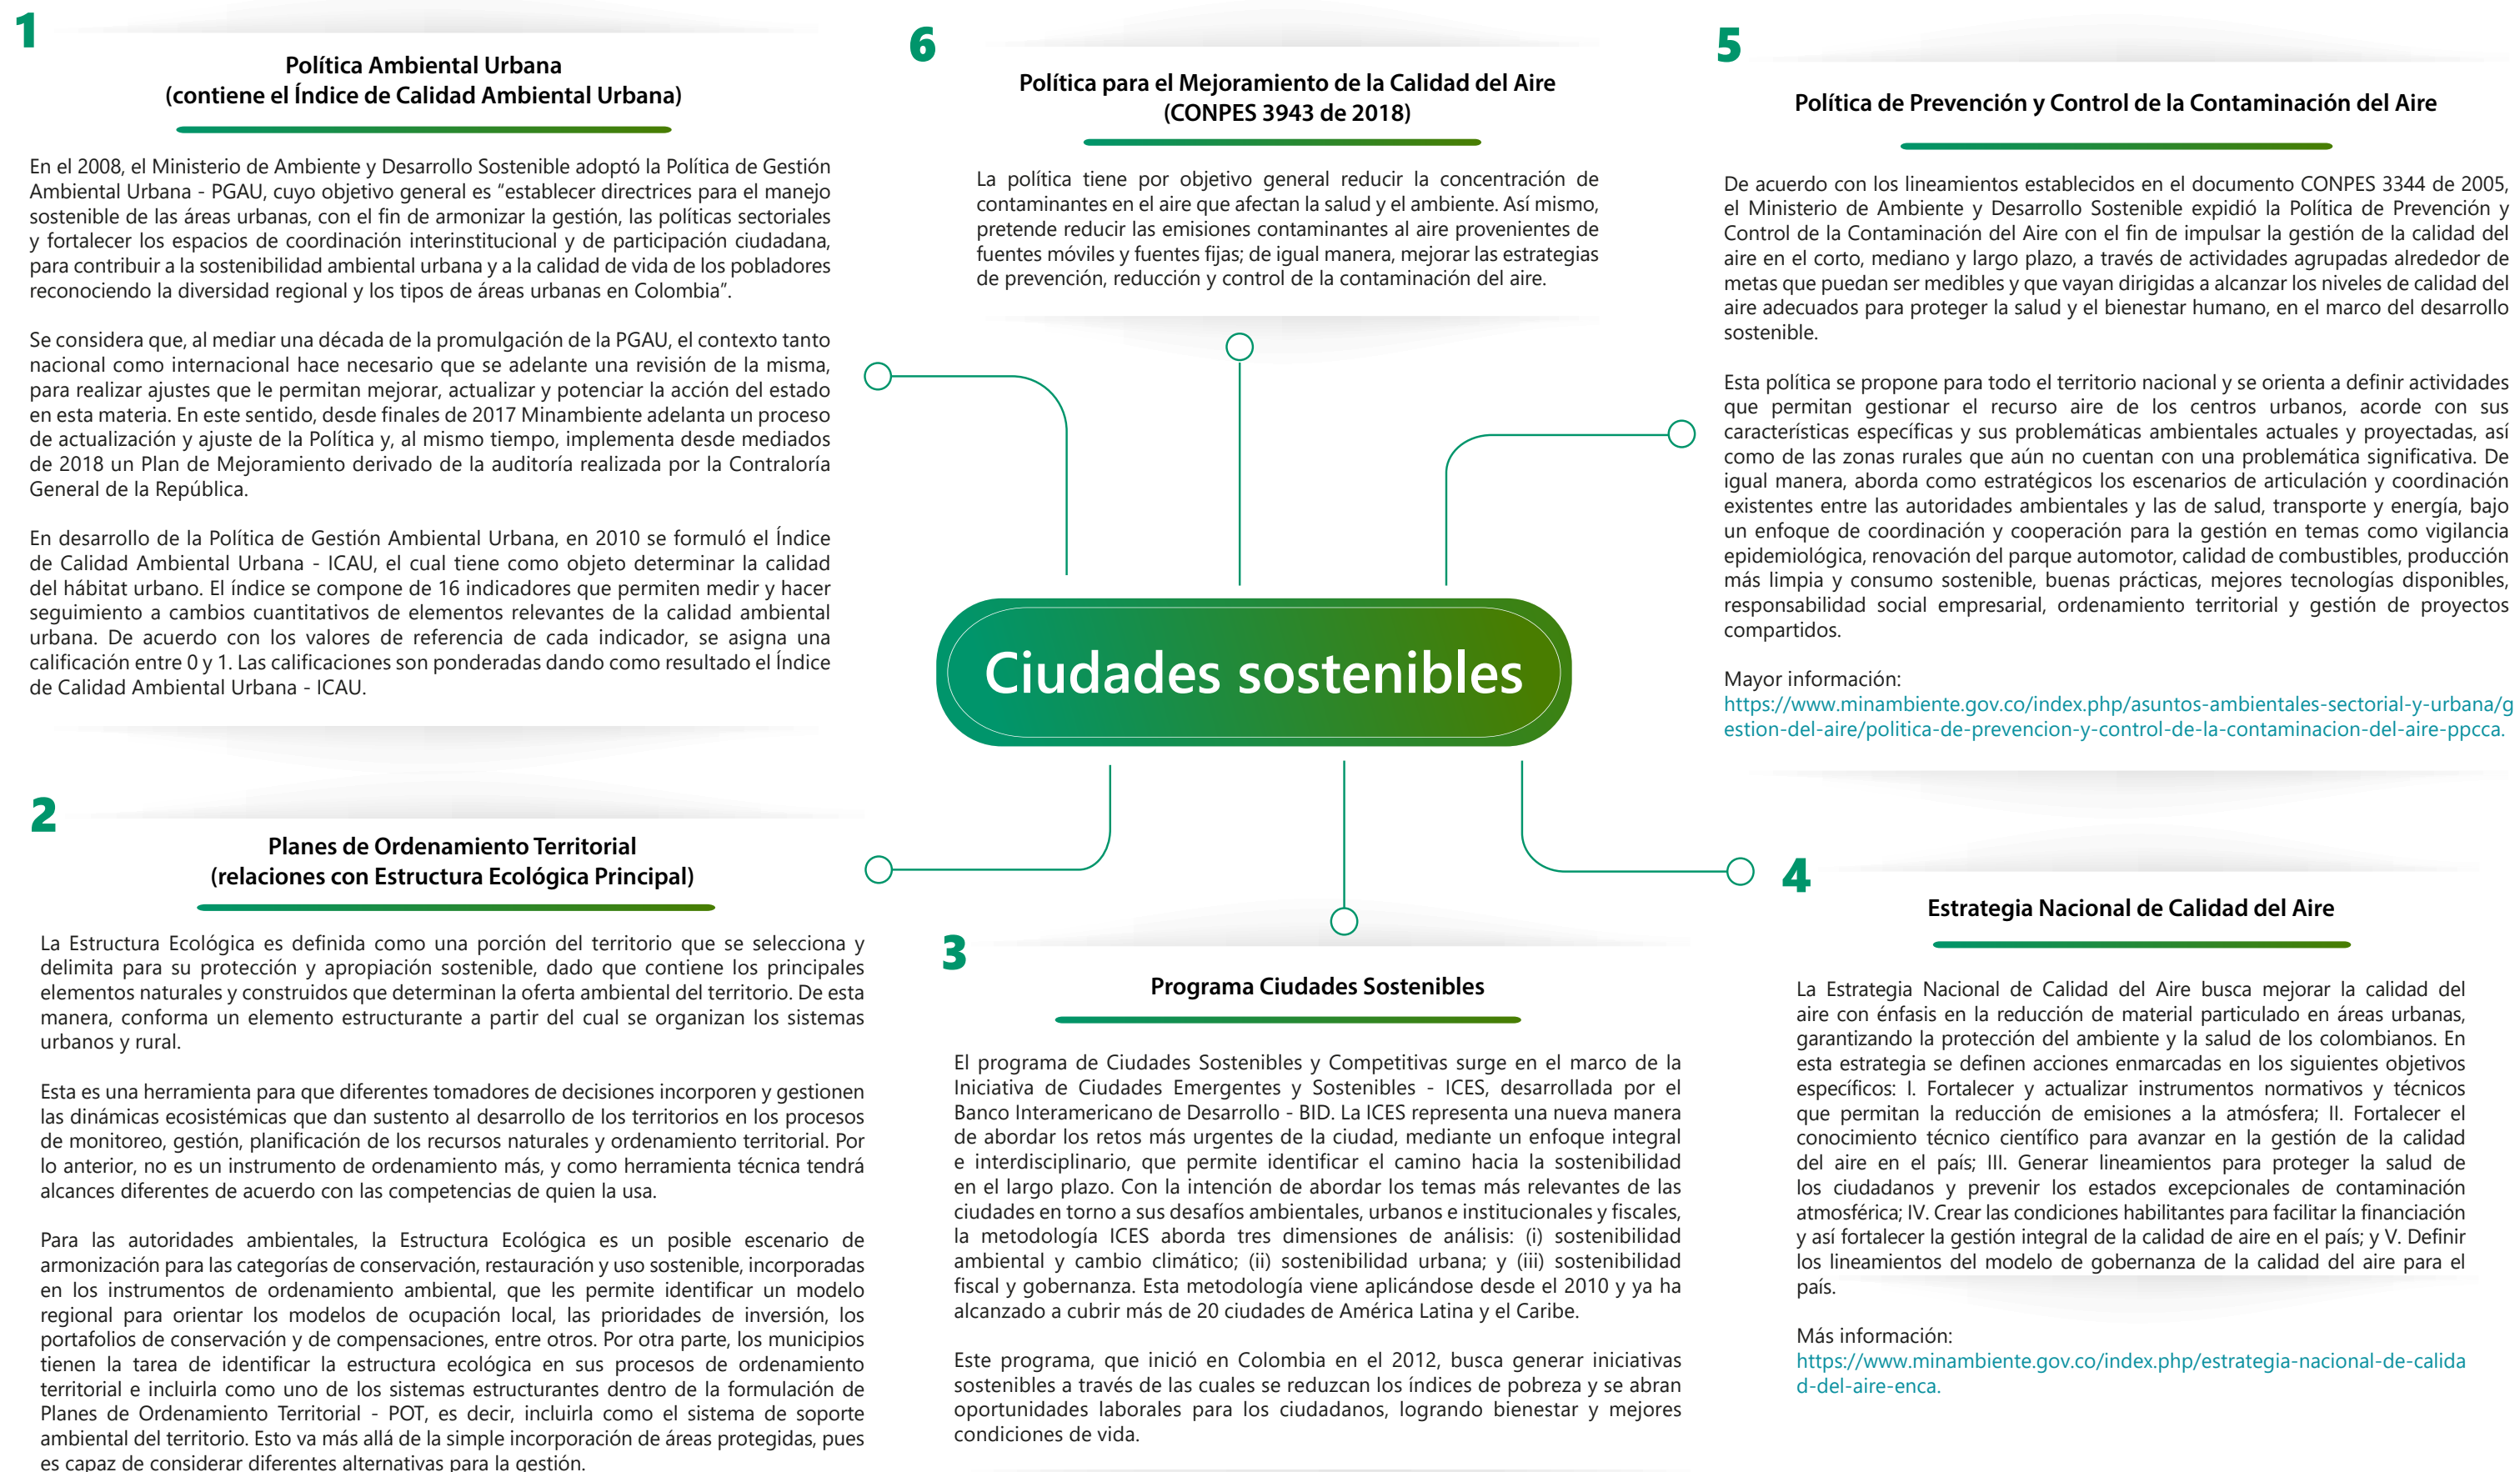 1
Política Ambiental Urbana
(contiene el Índice de Calidad Ambiental Urbana)
En el 2008, el Ministerio de Ambiente y Desarrollo Sostenible adoptó la Política de Gestión
Ambiental Urbana - PGAU, cuyo objetivo general es “establecer directrices para el manejo
sostenible de las áreas urbanas, con el fin de armonizar la gestión, las políticas sectoriales
y fortalecer los espacios de coordinación interinstitucional y de participación ciudadana,
para contribuir a la sostenibilidad ambiental urbana y a la calidad de vida de los pobladores
reconociendo la diversidad regional y los tipos de áreas urbanas en Colombia”.
Se considera que, al mediar una década de la promulgación de la PGAU, el contexto tanto
nacional como internacional hace necesario que se adelante una revisión de la misma,
para realizar ajustes que le permitan mejorar, actualizar y potenciar la acción del estado
en esta materia. En este sentido, desde finales de 2017 Minambiente adelanta un proceso
de actualización y ajuste de la Política y, al mismo tiempo, implementa desde mediados
de 2018 un Plan de Mejoramiento derivado de la auditoría realizada por la Contraloría
General de la República.
En desarrollo de la Política de Gestión Ambiental Urbana, en 2010 se formuló el Índice
de Calidad Ambiental Urbana - ICAU, el cual tiene como objeto determinar la calidad
del hábitat urbano. El índice se compone de 16 indicadores que permiten medir y hacer
seguimiento a cambios cuantitativos de elementos relevantes de la calidad ambiental
urbana. De acuerdo con los valores de referencia de cada indicador, se asigna una
calificación entre 0 y 1. Las calificaciones son ponderadas dando como resultado el Índice
de Calidad Ambiental Urbana - ICAU.
2
Planes de Ordenamiento Territorial
(relaciones con Estructura Ecológica Principal)
La Estructura Ecológica es definida como una porción del territorio que se selecciona y
delimita para su protección y apropiación sostenible, dado que contiene los principales
elementos naturales y construidos que determinan la oferta ambiental del territorio. De esta
manera, conforma un elemento estructurante a partir del cual se organizan los sistemas
urbanos y rural.
Esta es una herramienta para que diferentes tomadores de decisiones incorporen y gestionen
las dinámicas ecosistémicas que dan sustento al desarrollo de los territorios en los procesos
de monitoreo, gestión, planificación de los recursos naturales y ordenamiento territorial. Por
lo anterior, no es un instrumento de ordenamiento más, y como herramienta técnica tendrá
alcances diferentes de acuerdo con las competencias de quien la usa.
Para las autoridades ambientales, la Estructura Ecológica es un posible escenario de
armonización para las categorías de conservación, restauración y uso sostenible, incorporadas
en los instrumentos de ordenamiento ambiental, que les permite identificar un modelo
regional para orientar los modelos de ocupación local, las prioridades de inversión, los
portafolios de conservación y de compensaciones, entre otros. Por otra parte, los municipios
tienen la tarea de identificar la estructura ecológica en sus procesos de ordenamiento
territorial e incluirla como uno de los sistemas estructurantes dentro de la formulación de
Planes de Ordenamiento Territorial - POT, es decir, incluirla como el sistema de soporte
ambiental del territorio. Esto va más allá de la simple incorporación de áreas protegidas, pues
es capaz de considerar diferentes alternativas para la gestión.
6
Política para el Mejoramiento de la Calidad del Aire
(CONPES 3943 de 2018)
La política tiene por objetivo general reducir la concentración de
contaminantes en el aire que afectan la salud y el ambiente. Así mismo,
pretende reducir las emisiones contaminantes al aire provenientes de
fuentes móviles y fuentes fijas; de igual manera, mejorar las estrategias
de prevención, reducción y control de la contaminación del aire.
Ciudades sostenibles
3
Programa Ciudades Sostenibles
El programa de Ciudades Sostenibles y Competitivas surge en el marco de la
Iniciativa de Ciudades Emergentes y Sostenibles - ICES, desarrollada por el
Banco Interamericano de Desarrollo - BID. La ICES representa una nueva manera
de abordar los retos más urgentes de la ciudad, mediante un enfoque integral
e interdisciplinario, que permite identificar el camino hacia la sostenibilidad
en el largo plazo. Con la intención de abordar los temas más relevantes de las
ciudades en torno a sus desafíos ambientales, urbanos e institucionales y fiscales,
la metodología ICES aborda tres dimensiones de análisis: (i) sostenibilidad
ambiental y cambio climático; (ii) sostenibilidad urbana; y (iii) sostenibilidad
fiscal y gobernanza. Esta metodología viene aplicándose desde el 2010 y ya ha
alcanzado a cubrir más de 20 ciudades de América Latina y el Caribe.
Este programa, que inició en Colombia en el 2012, busca generar iniciativas
sostenibles a través de las cuales se reduzcan los índices de pobreza y se abran
oportunidades laborales para los ciudadanos, logrando bienestar y mejores
condiciones de vida.
5
Política de Prevención y Control de la Contaminación del Aire
De acuerdo con los lineamientos establecidos en el documento CONPES 3344 de 2005,
el Ministerio de Ambiente y Desarrollo Sostenible expidió la Política de Prevención y
Control de la Contaminación del Aire con el fin de impulsar la gestión de la calidad del
aire en el corto, mediano y largo plazo, a través de actividades agrupadas alrededor de
metas que puedan ser medibles y que vayan dirigidas a alcanzar los niveles de calidad del
aire adecuados para proteger la salud y el bienestar humano, en el marco del desarrollo
sostenible.
Esta política se propone para todo el territorio nacional y se orienta a definir actividades
que permitan gestionar el recurso aire de los centros urbanos, acorde con sus
características específicas y sus problemáticas ambientales actuales y proyectadas, así
como de las zonas rurales que aún no cuentan con una problemática significativa. De
igual manera, aborda como estratégicos los escenarios de articulación y coordinación
existentes entre las autoridades ambientales y las de salud, transporte y energía, bajo
un enfoque de coordinación y cooperación para la gestión en temas como vigilancia
epidemiológica, renovación del parque automotor, calidad de combustibles, producción
más limpia y consumo sostenible, buenas prácticas, mejores tecnologías disponibles,
responsabilidad social empresarial, ordenamiento territorial y gestión de proyectos
compartidos.
Mayor información:
https://www.minambiente.gov.co/index.php/asuntos-ambientales-sectorial-y-urbana/g
estion-del-aire/politica-de-prevencion-y-control-de-la-contaminacion-del-aire-ppcca.
4
Estrategia Nacional de Calidad del Aire
La Estrategia Nacional de Calidad del Aire busca mejorar la calidad del
aire con énfasis en la reducción de material particulado en áreas urbanas,
garantizando la protección del ambiente y la salud de los colombianos. En
esta estrategia se definen acciones enmarcadas en los siguientes objetivos
específicos: I. Fortalecer y actualizar instrumentos normativos y técnicos
que permitan la reducción de emisiones a la atmósfera; II. Fortalecer el
conocimiento técnico científico para avanzar en la gestión de la calidad
del aire en el país; III. Generar lineamientos para proteger la salud de
los ciudadanos y prevenir los estados excepcionales de contaminación
atmosférica; IV. Crear las condiciones habilitantes para facilitar la financiación
y así fortalecer la gestión integral de la calidad de aire en el país; y V. Definir
los lineamientos del modelo de gobernanza de la calidad del aire para el
país.
Más información:
https://www.minambiente.gov.co/index.php/estrategia-nacional-de-calida
d-del-aire-enca.